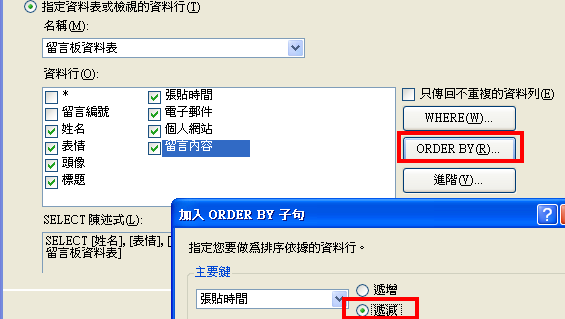 指定資料表或檢視的資料行(T)
名稱(M):
留言板資料表
資料行(O):
*
留言編號
姓名
表情
頭像
標題
張貼時間
電子郵件
個人網站
留言內容
只傳回不重複的資料列(E)
WHERE(W)...
ORDER BY(R)...
進階(V)...
SELECT 陳述式(L):
SELECT [姓名], [表情], [
留言板資料表]
加入 ORDER BY 子句
指定您要做為排序依據的資料行。
主要鍵
張貼時間
遞增
遞減